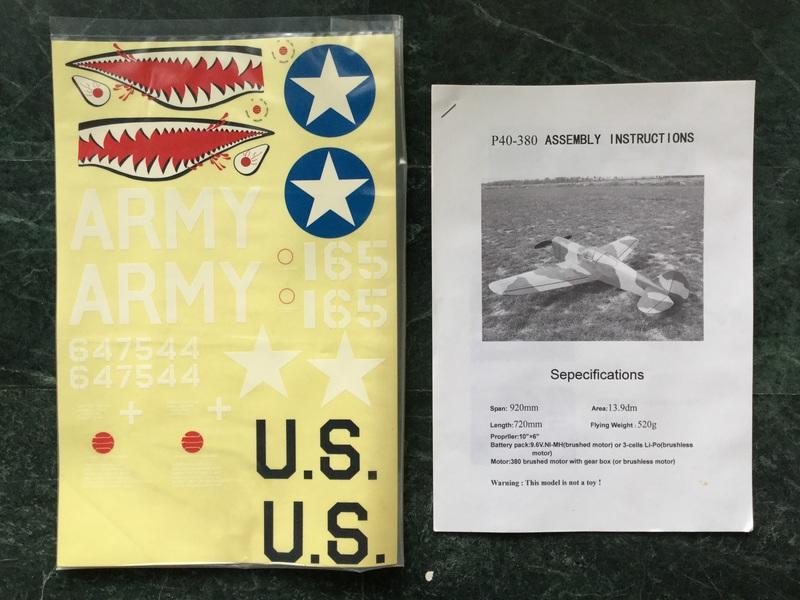 ARMY
165
ARMY
165
647544
647544
U.S.
U.S.
P40-380 ASSEMBLY INSTRUCTIONS
Sepecifications
Span: 920mm Area:13.9dm
Length:720mm Flying Weight : 520g
Proprller:10"×6"
Battery pack:9.6V.NI-MH(brushed motor) or 3-cells Li-Po(brushless
motor)
Motor:380 brushed motor with gear box (or brushless motor)
Warning : This model is not a toy !